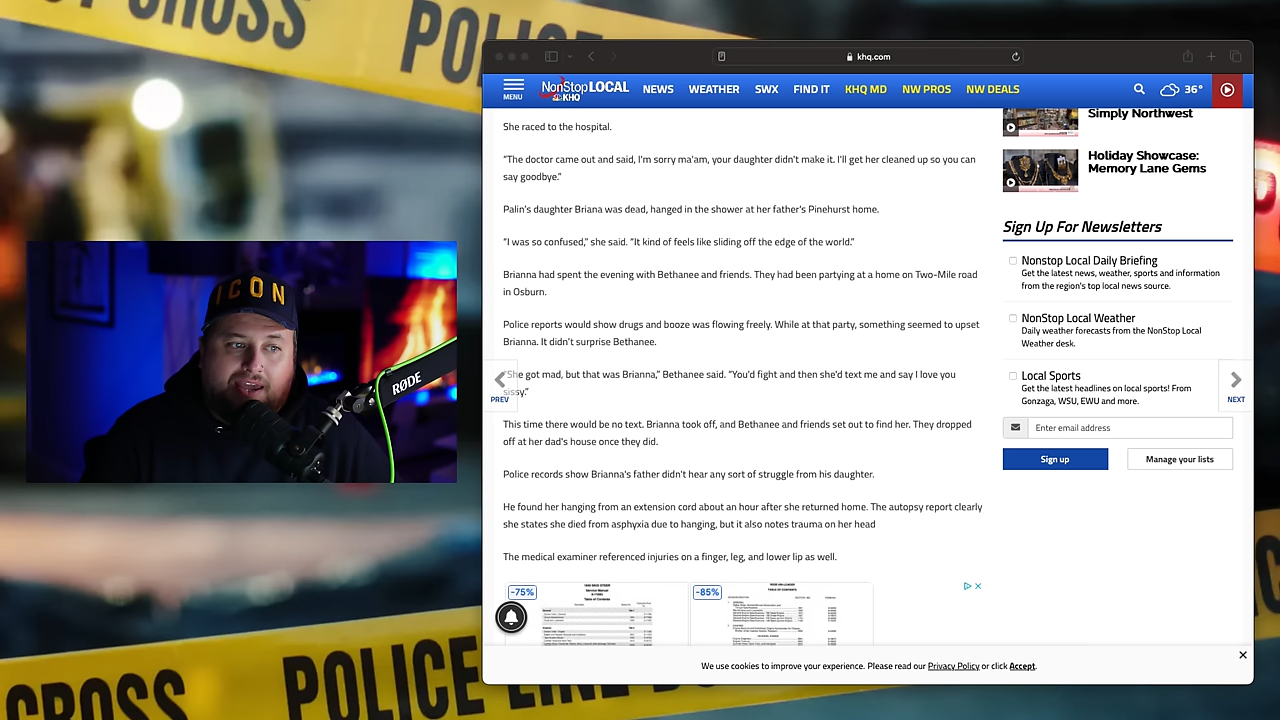 CROSS
POL
khq.com
MENU
NonStop LOCAL
KHQ
NEWS
WEATHER
SWX
FIND IT
KHQ MD
NW PROS
NW DEALS
36°
She raced to the hospital.
"The doctor came out and said, I'm sorry ma'am, your daughter didn't make it. I'll get her cleaned up so you can
say goodbye."
Palin's daughter Briana was dead, hanged in the shower at her father's Pinehurst home.
"I was so confused," she said. "It kind of feels like sliding off the edge of the world."
Brianna had spent the evening with Bethanee and friends. They had been partying at a home on Two-Mile road
in Osburn.
Police reports would show drugs and booze was flowing freely. While at that party, something seemed to upset
Brianna. It didn't surprise Bethanee.
"She got mad, but that was Brianna," Bethanee said. "You'd fight and then she'd text me and say I love you
sissy."
PREV
This time there would be no text. Brianna took off, and Bethanee and friends set out to find her. They dropped
off at her dad's house once they did.
Police records show Brianna's father didn't hear any sort of struggle from his daughter.
He found her hanging from an extension cord about an hour after she returned home. The autopsy report clearly
she states she died from asphyxia due to hanging, but it also notes trauma on her head
The medical examiner referenced injuries on a finger, leg, and lower lip as well.
-75%
-85%
Simply Northwest
Holiday Showcase:
Memory Lane Gems
Sign Up For Newsletters
Nonstop Local Daily Briefing
Get the latest news, weather, sports and information
from the region's top local news source.
NonStop Local Weather
Daily weather forecasts from the NonStop Local
Weather desk.
Local Sports
Get the latest headlines on local sports! From
Gonzaga, WSU, EWU and more.
NEXT
Enter email address
Sign up
Manage your lists
We use cookies to improve your experience. Please read our Privacy Policy or click Accept.
ICON
RØDE
CROSS
POLICE LINE DO